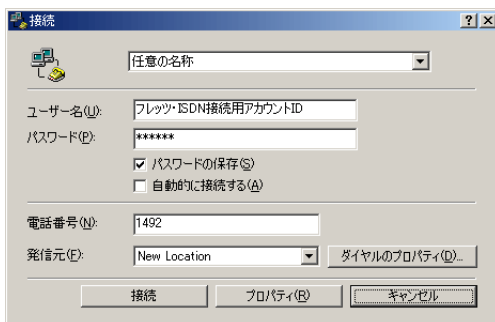 接続
任意の名称
ユーザー名(U): フレッツ・ISDN接続用アカウントID
パスワード(P): ******
パスワードの保存(S)
自動的に接続する(A)
電話番号(N): 1492
発信元(F): New Location ダイヤルのプロパティ(D)...
接続 プロパティ(R) キャンセル